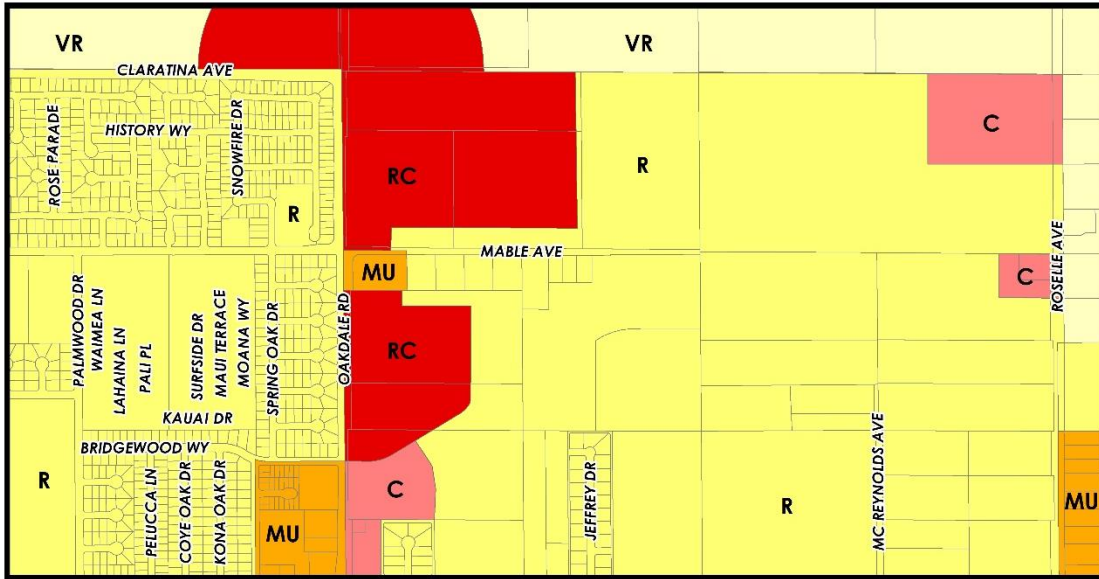 VR
VR
CLARATINA AVE
C
ROSE PARADE
HISTORY WY
SNOWFIRE DR
RC
R
R
MABLE AVE
MU
C
ROSELLE AVE
PALMWOOD DR
WAIMEA LN
LAHAINA LN
PALI PL
SURFSIDE DR
MAUI TERRACE
MOANA WY
SPRING OAK DR
OAKDALE RD
RC
KAUAI DR
BRIDGEWOOD WY
R
PELUCCA LN
COYE OAK DR
KONA OAK DR
MU
C
JEFFREY DR
R
MC REYNOLDS AVE
MU